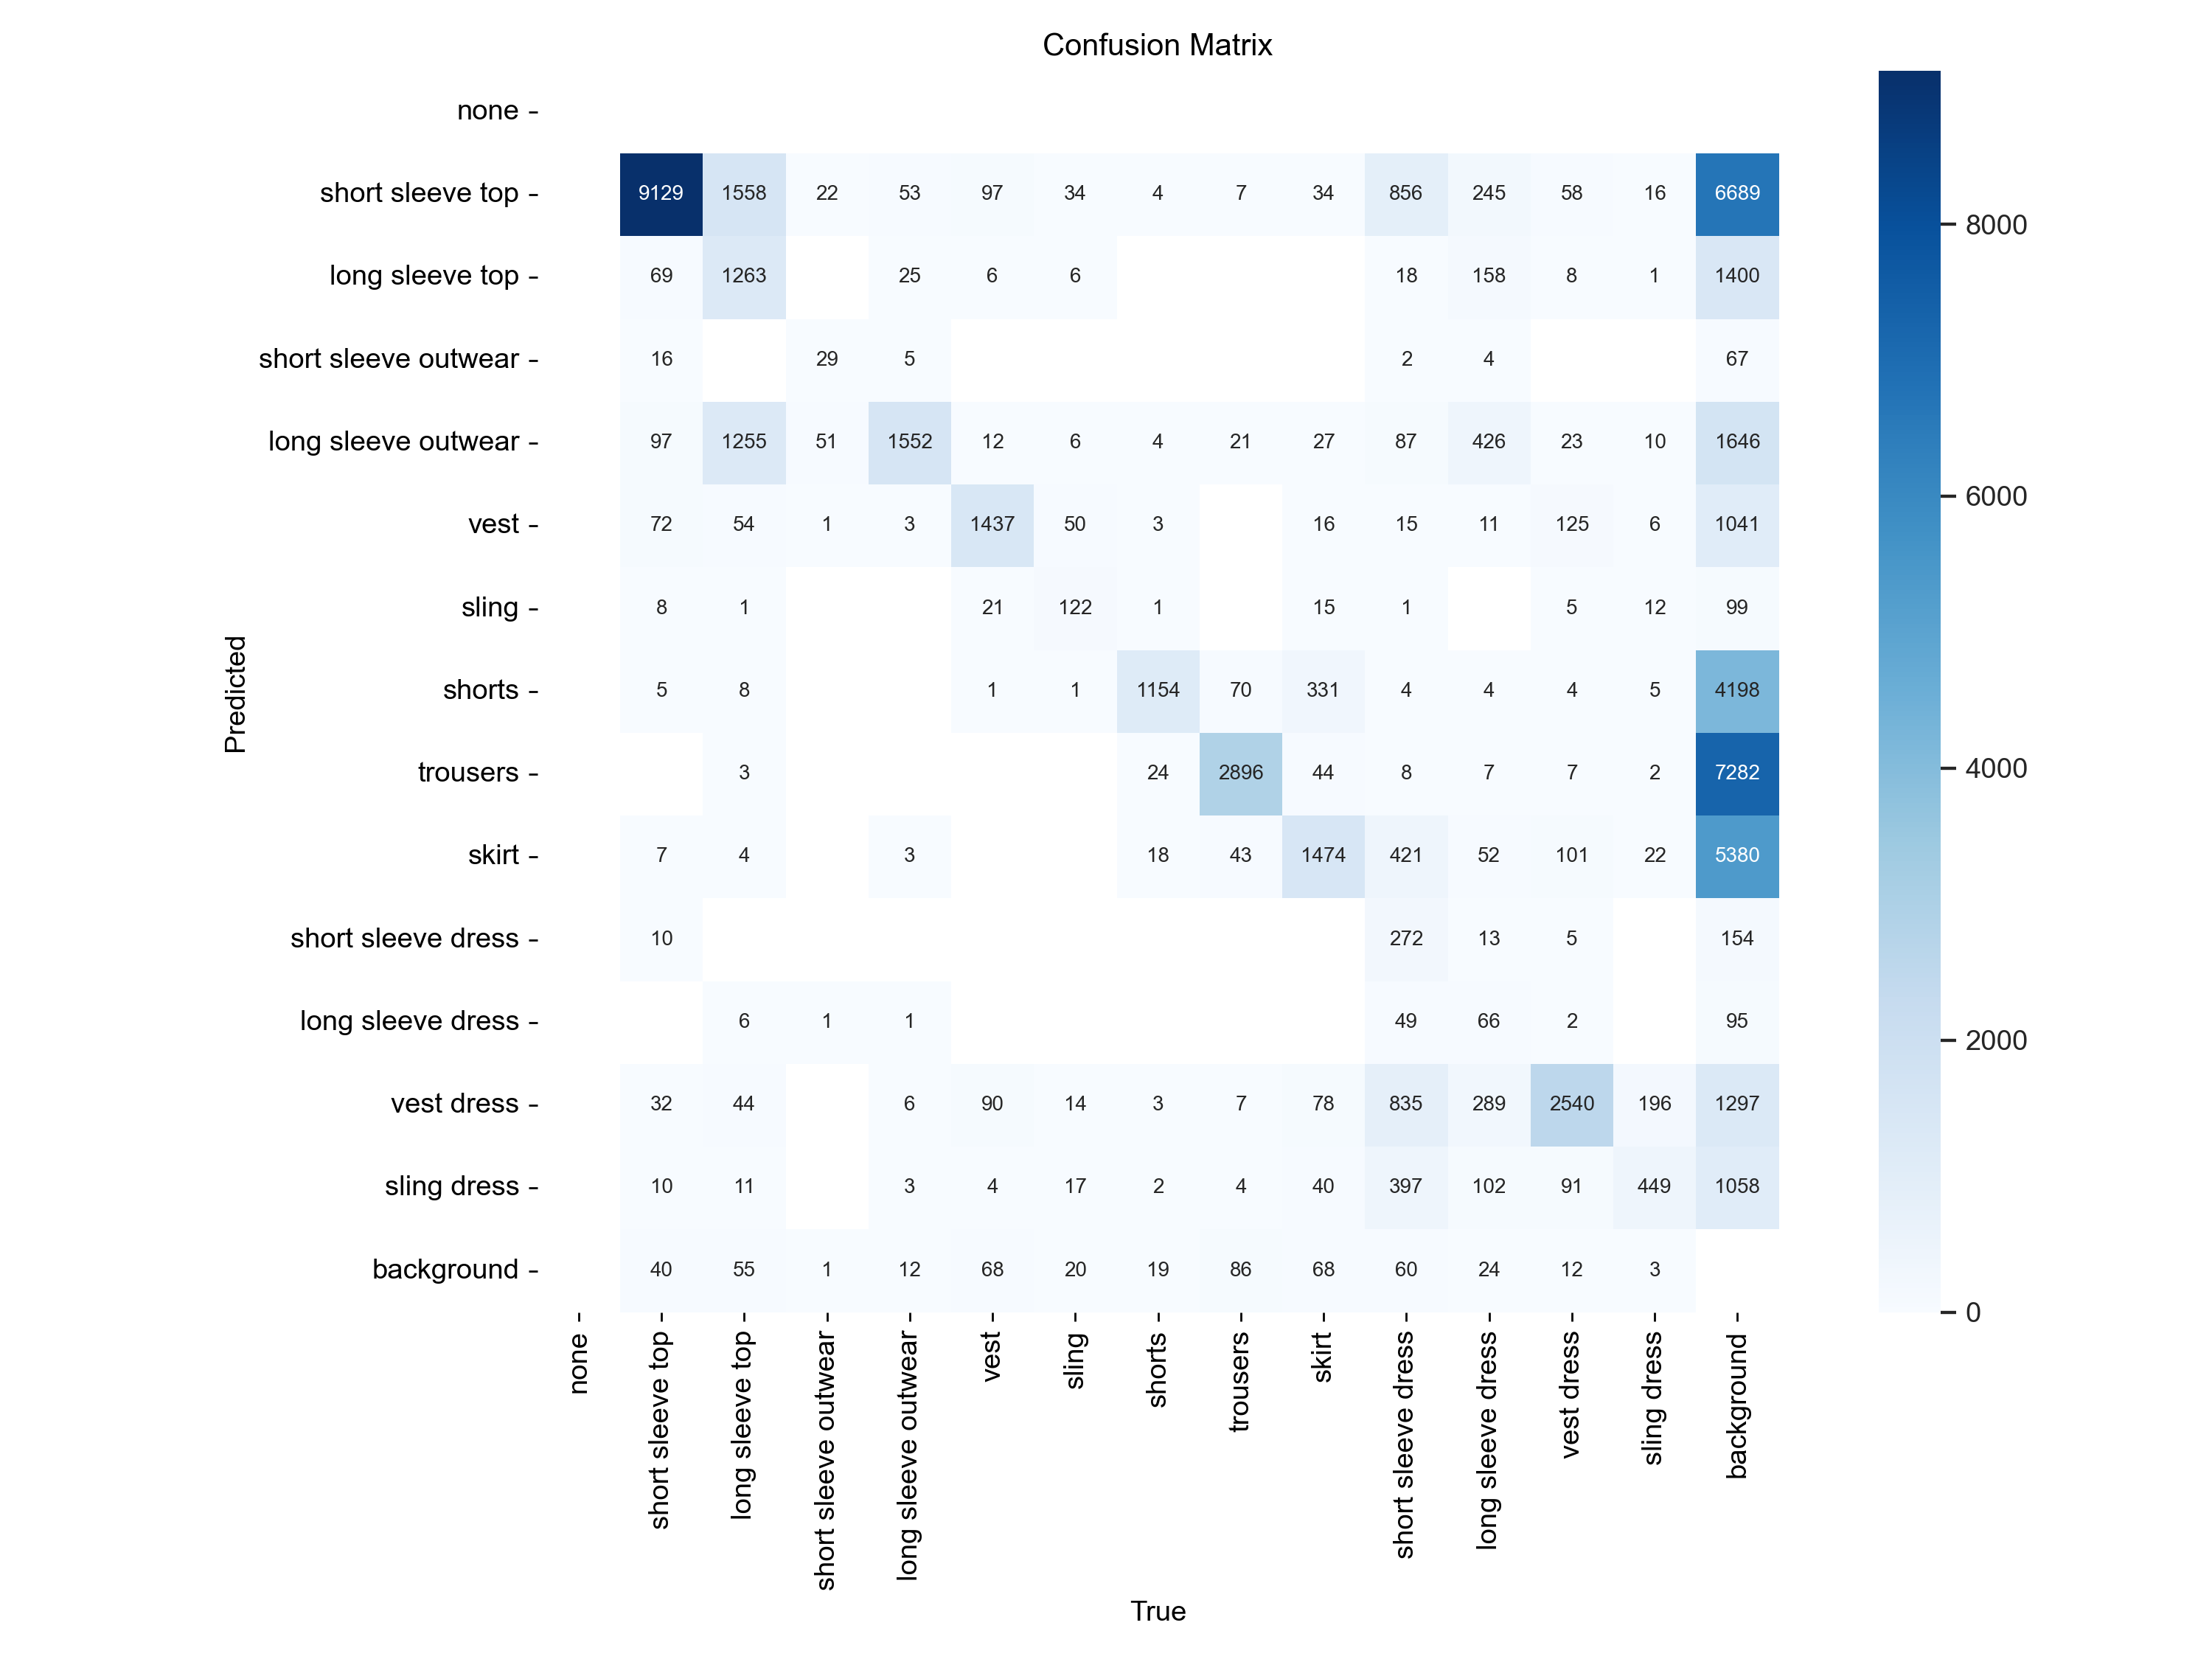 Confusion Matrix
none
short sleeve top 9129 1558 22 53 97 34 4 7 34 856 245 58 16 6689
long sleeve top 69 1263 25 6 6 18 158 8 1 1400
short sleeve outwear 16 29 5 2 4 67
long sleeve outwear 97 1255 51 1552 12 6 4 21 27 87 426 23 10 1646
vest 72 54 1 3 1437 50 3 16 15 11 125 6 1041
sling 8 1 21 122 1 15 1 5 12 99
shorts 5 8 1 1 1154 70 331 4 4 4 5 4198
trousers 3 24 2896 44 8 7 7 2 7282
skirt 7 4 3 18 43 1474 421 52 101 22 5380
short sleeve dress 10 272 13 5 154
long sleeve dress 6 1 1 49 66 2 95
vest dress 32 44 6 90 14 3 7 78 835 289 2540 196 1297
sling dress 10 11 3 4 17 2 4 40 397 102 91 449 1058
background 40 55 1 12 68 20 19 86 68 60 24 12 3
Predicted
none
short sleeve top
long sleeve top
short sleeve outwear
long sleeve outwear
vest
sling
shorts
trousers
skirt
short sleeve dress
long sleeve dress
vest dress
sling dress
background
True
8000
6000
4000
2000
0